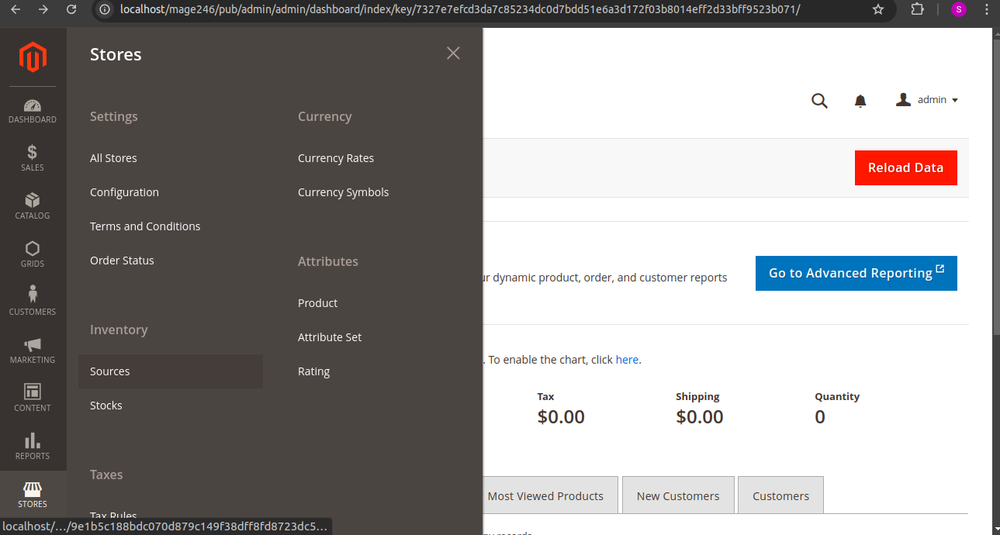 localhost/mage246/pub/admin/admin/dashboard/index/key/7327e7efcd3da7c85234dc0d7bdd51e6a3d172f03b8014eff2d33bff9523b071/
S
Stores
DASHBOARD
SALES
CATALOG
GRIDS
CUSTOMERS
MARKETING
CONTENT
REPORTS
STORES
Settings
All Stores
Configuration
Terms and Conditions
Order Status
Inventory
Sources
Stocks
Taxes
Tax Rules
Currency
Currency Rates
Currency Symbols
Attributes
Product
Attribute Set
Rating
admin
Reload Data
dynamic product, order, and customer reports
Go to Advanced Reporting
. To enable the chart, click here.
Tax
$0.00
Shipping
$0.00
Quantity
0
Most Viewed Products
New Customers
Customers
records
localhost/.../9e1b5c188bdc070d879c149f38dff8fd8723dc5...